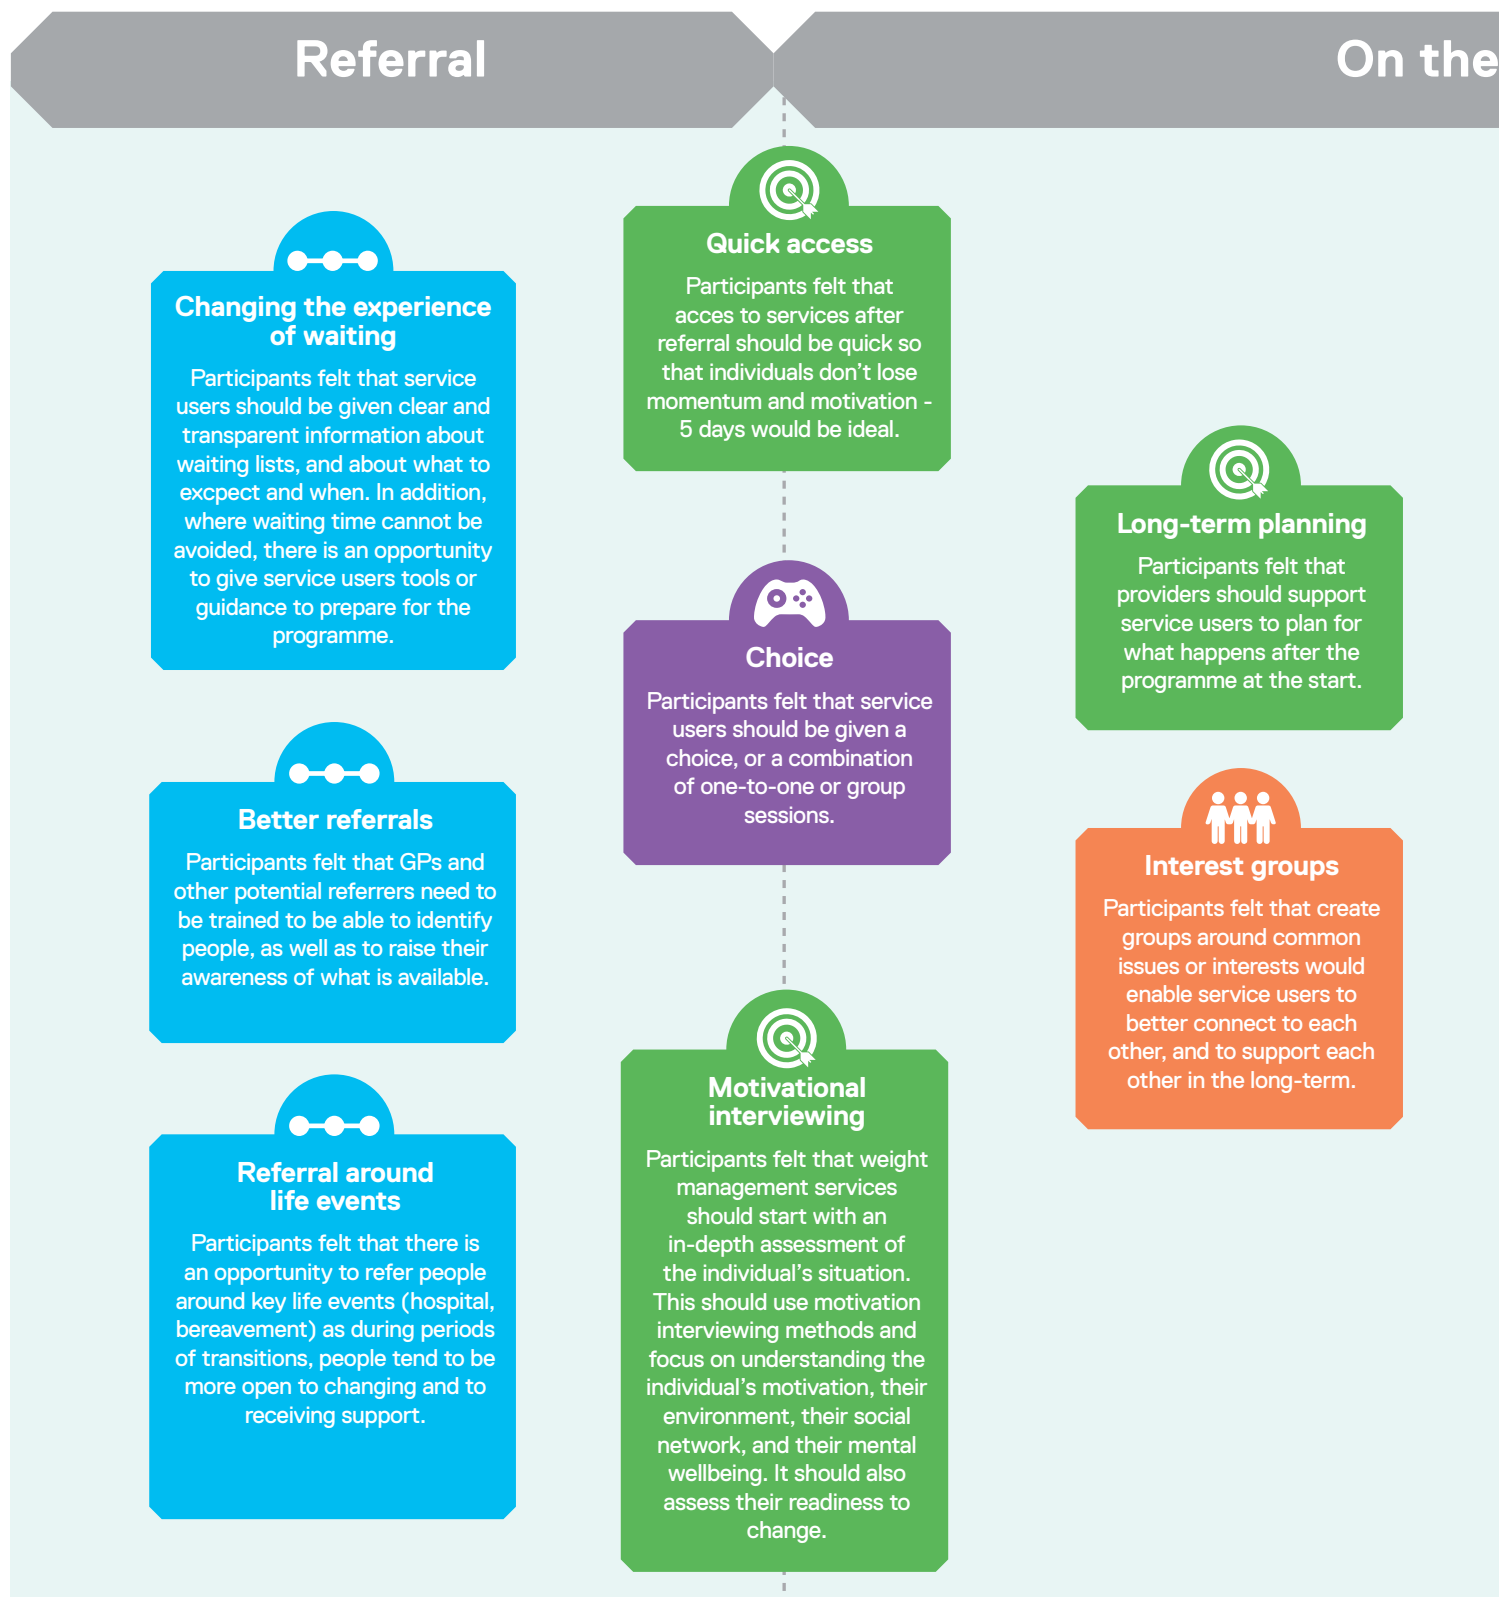 Referral
On the
Changing the experience
of waiting
Participants felt that service
users should be given clear and
transparent information about
waiting lists, and about what to
excpect and when. In addition,
where waiting time cannot be
avoided, there is an opportunity
to give service users tools or
guidance to prepare for the
programme.
Better referrals
Participants felt that GPs and
other potential referrers need to
be trained to be able to identify
people, as well as to raise their
awareness of what is available.
Referral around
life events
Participants felt that there is
an opportunity to refer people
around key life events (hospital,
bereavement) as during periods
of transitions, people tend to be
more open to changing and to
receiving support.
Quick access
Participants felt that
acces to services after
referral should be quick so
that individuals don't lose
momentum and motivation -
5 days would be ideal.
Choice
Participants felt that service
users should be given a
choice, or a combination
of one-to-one or group
sessions.
Motivational
interviewing
Participants felt that weight
management services
should start with an
in-depth assessment of
the individual's situation.
This should use motivation
interviewing methods and
focus on understanding the
individual's motivation, their
environment, their social
network, and their mental
wellbeing. It should also
assess their readiness to
change.
Long-term planning
Participants felt that
providers should support
service users to plan for
what happens after the
programme at the start.
Interest groups
Participants felt that create
groups around common
issues or interests would
enable service users to
better connect to each
other, and to support each
other in the long-term.